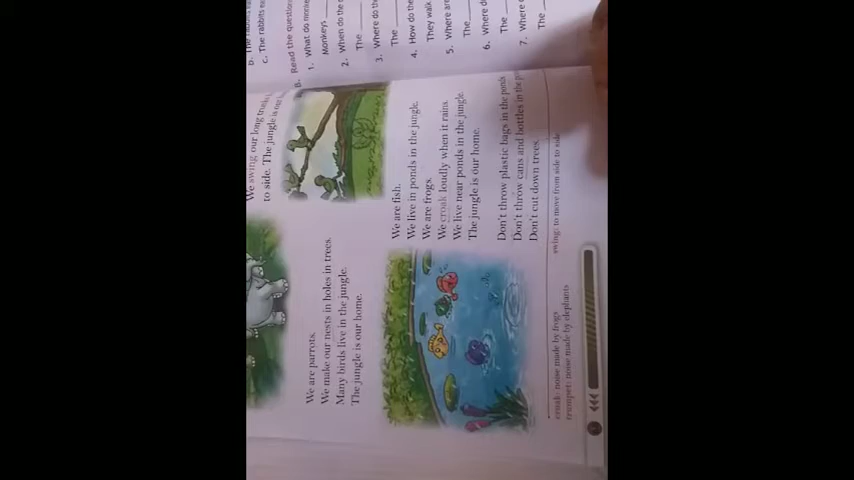 We swing our long trunks
to side. The jungle is our
We are parrots.
We make our nests in holes in trees.
Many birds live in the jungle.
The jungle is our home.
We are fish.
We live in ponds in the jungle.
We are frogs.
We croak loudly when it rains.
We live near ponds in the jungle.
The jungle is our home.
Don't throw plastic bags in the ponds
Don't throw cans and bottles in the
Don't cut down trees.
swing: to move from side to side
croak: noise made by frogs
trumpet: noise made by elephants
c. The rabbits
B. Read the question
1. What do
Monkeys
2. When do the
The
3. Where do the
The
4. How do the
They walk
5. Where are
The
6. Where
The
7. Where
The